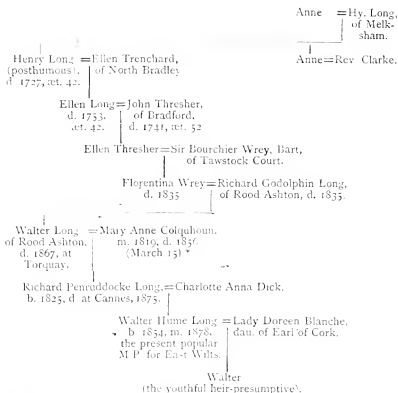 Anne = Hy. Long,
of Melk-
sham.
Henry Long = Ellen Trenchard,
(posthumous), of North Bradley
d 1727, æt. 42.
Anne = Rev Clarke.
Ellen Long = John Thresher,
d. 1753, of Bradford,
æt. 42. d 1741, æt. 52
Ellen Thresher = Sir Bourchier Wrey, Bart,
of Tawstock Court.
Florentina Wrey = Richard Godolphin Long,
d. 1835 of Rood Ashton, d. 1835.
Walter Long = Mary Anne Colquhoun.
of Rood Ashton, m. 1819, d. 1856
d. 1867, at (March 15)
Torquay.
Richard Penruddocke Long, = Charlotte Anna Dick.
b. 1825, d at Cannes, 1875.
Walter Hume Long = Lady Doreen Blanche,
b 1854, m. 1878, dau. of Earl of Cork.
the present popular
M P for East Wilts.
Walter
(the youthful heir-presumptive).